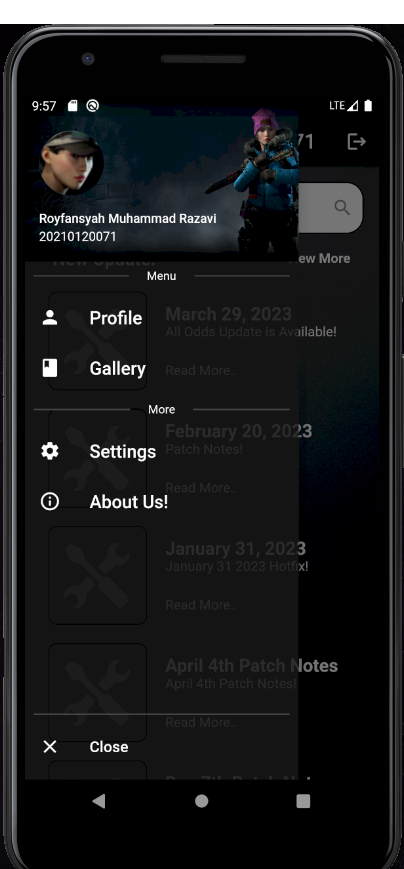 9:57
LTE
71
Royfansyah Muhammad Razavi
20210120071
New Update!
ew More
Menu
Profile
March 29, 2023
All Odds Update is Available!
Gallery
Read More..
More
February 20, 2023
Patch Notes!
Settings
Read More..
About Us!
January 31, 2023
January 31 2023 Hotfix!
Read More..
April 4th Patch Notes
April 4th Patch Notes!
Read More..
Close